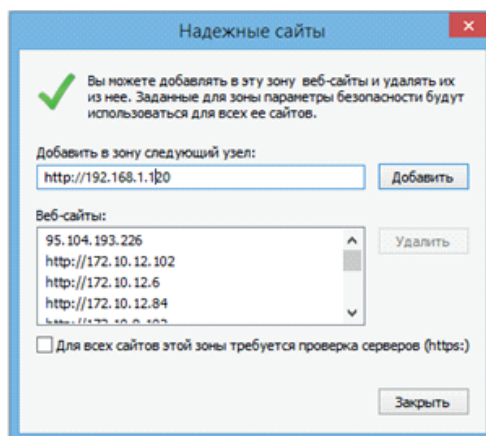 Надежные сайты
Вы можете добавлять в эту зону веб-сайты и удалять их
из нее. Заданные для зоны параметры безопасности будут
использоваться для всех ее сайтов.
Добавить в зону следующий узел:
http://192.168.1.120
Добавить
Веб-сайты:
95.104.193.226
Удалить
http://172.10.12.102
http://172.10.12.6
http://172.10.12.84
Для всех сайтов этой зоны требуется проверка серверов (https:)
Закрыть